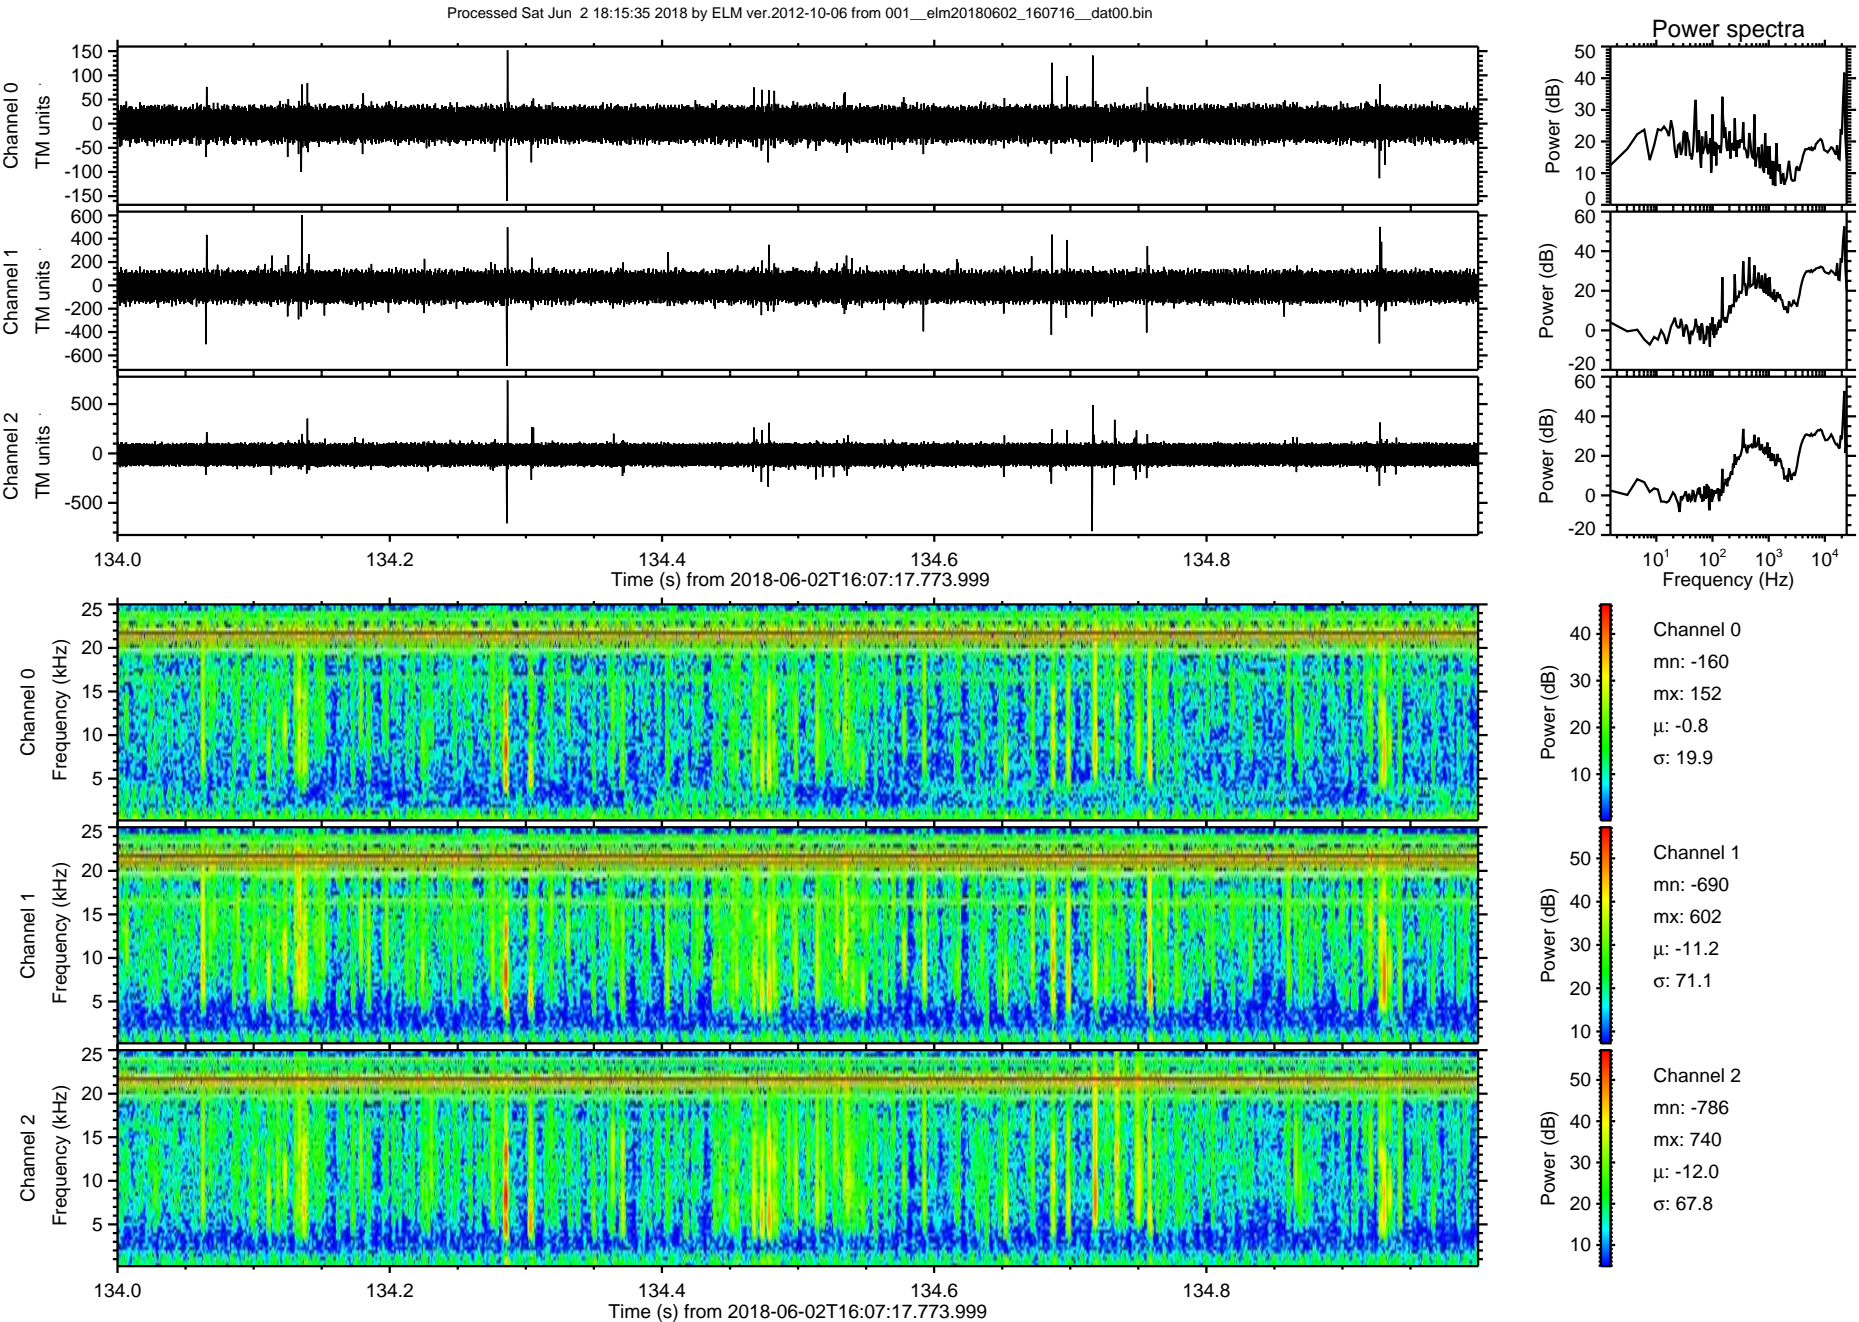 Processed Sat Jun  2 18:15:35 2018 by ELM ver.2012-10-06 from 001__elm20180602_160716__dat00.bin
Power spectra
Channel 0
TM units
150
100
50
0
-50
-100
-150
Power (dB)
50
40
30
20
10
0
Channel 1
TM units
600
400
200
0
-200
-400
-600
Power (dB)
60
40
20
0
-20
Channel 2
TM units
500
0
-500
Power (dB)
60
40
20
0
-20
134.0 134.2 134.4 134.6 134.8
Time (s) from 2018-06-02T16:07:17.773.999
10^1 10^2 10^3 10^4
Frequency (Hz)
Channel 0
Frequency (kHz)
25
20
15
10
5
Power (dB)
40
30
20
10
Channel 0
mn: -160
mx: 152
μ: -0.8
σ: 19.9
Channel 1
Frequency (kHz)
25
20
15
10
5
Power (dB)
50
40
30
20
10
Channel 1
mn: -690
mx: 602
μ: -11.2
σ: 71.1
Channel 2
Frequency (kHz)
25
20
15
10
5
Power (dB)
50
40
30
20
10
Channel 2
mn: -786
mx: 740
μ: -12.0
σ: 67.8
134.0 134.2 134.4 134.6 134.8
Time (s) from 2018-06-02T16:07:17.773.999